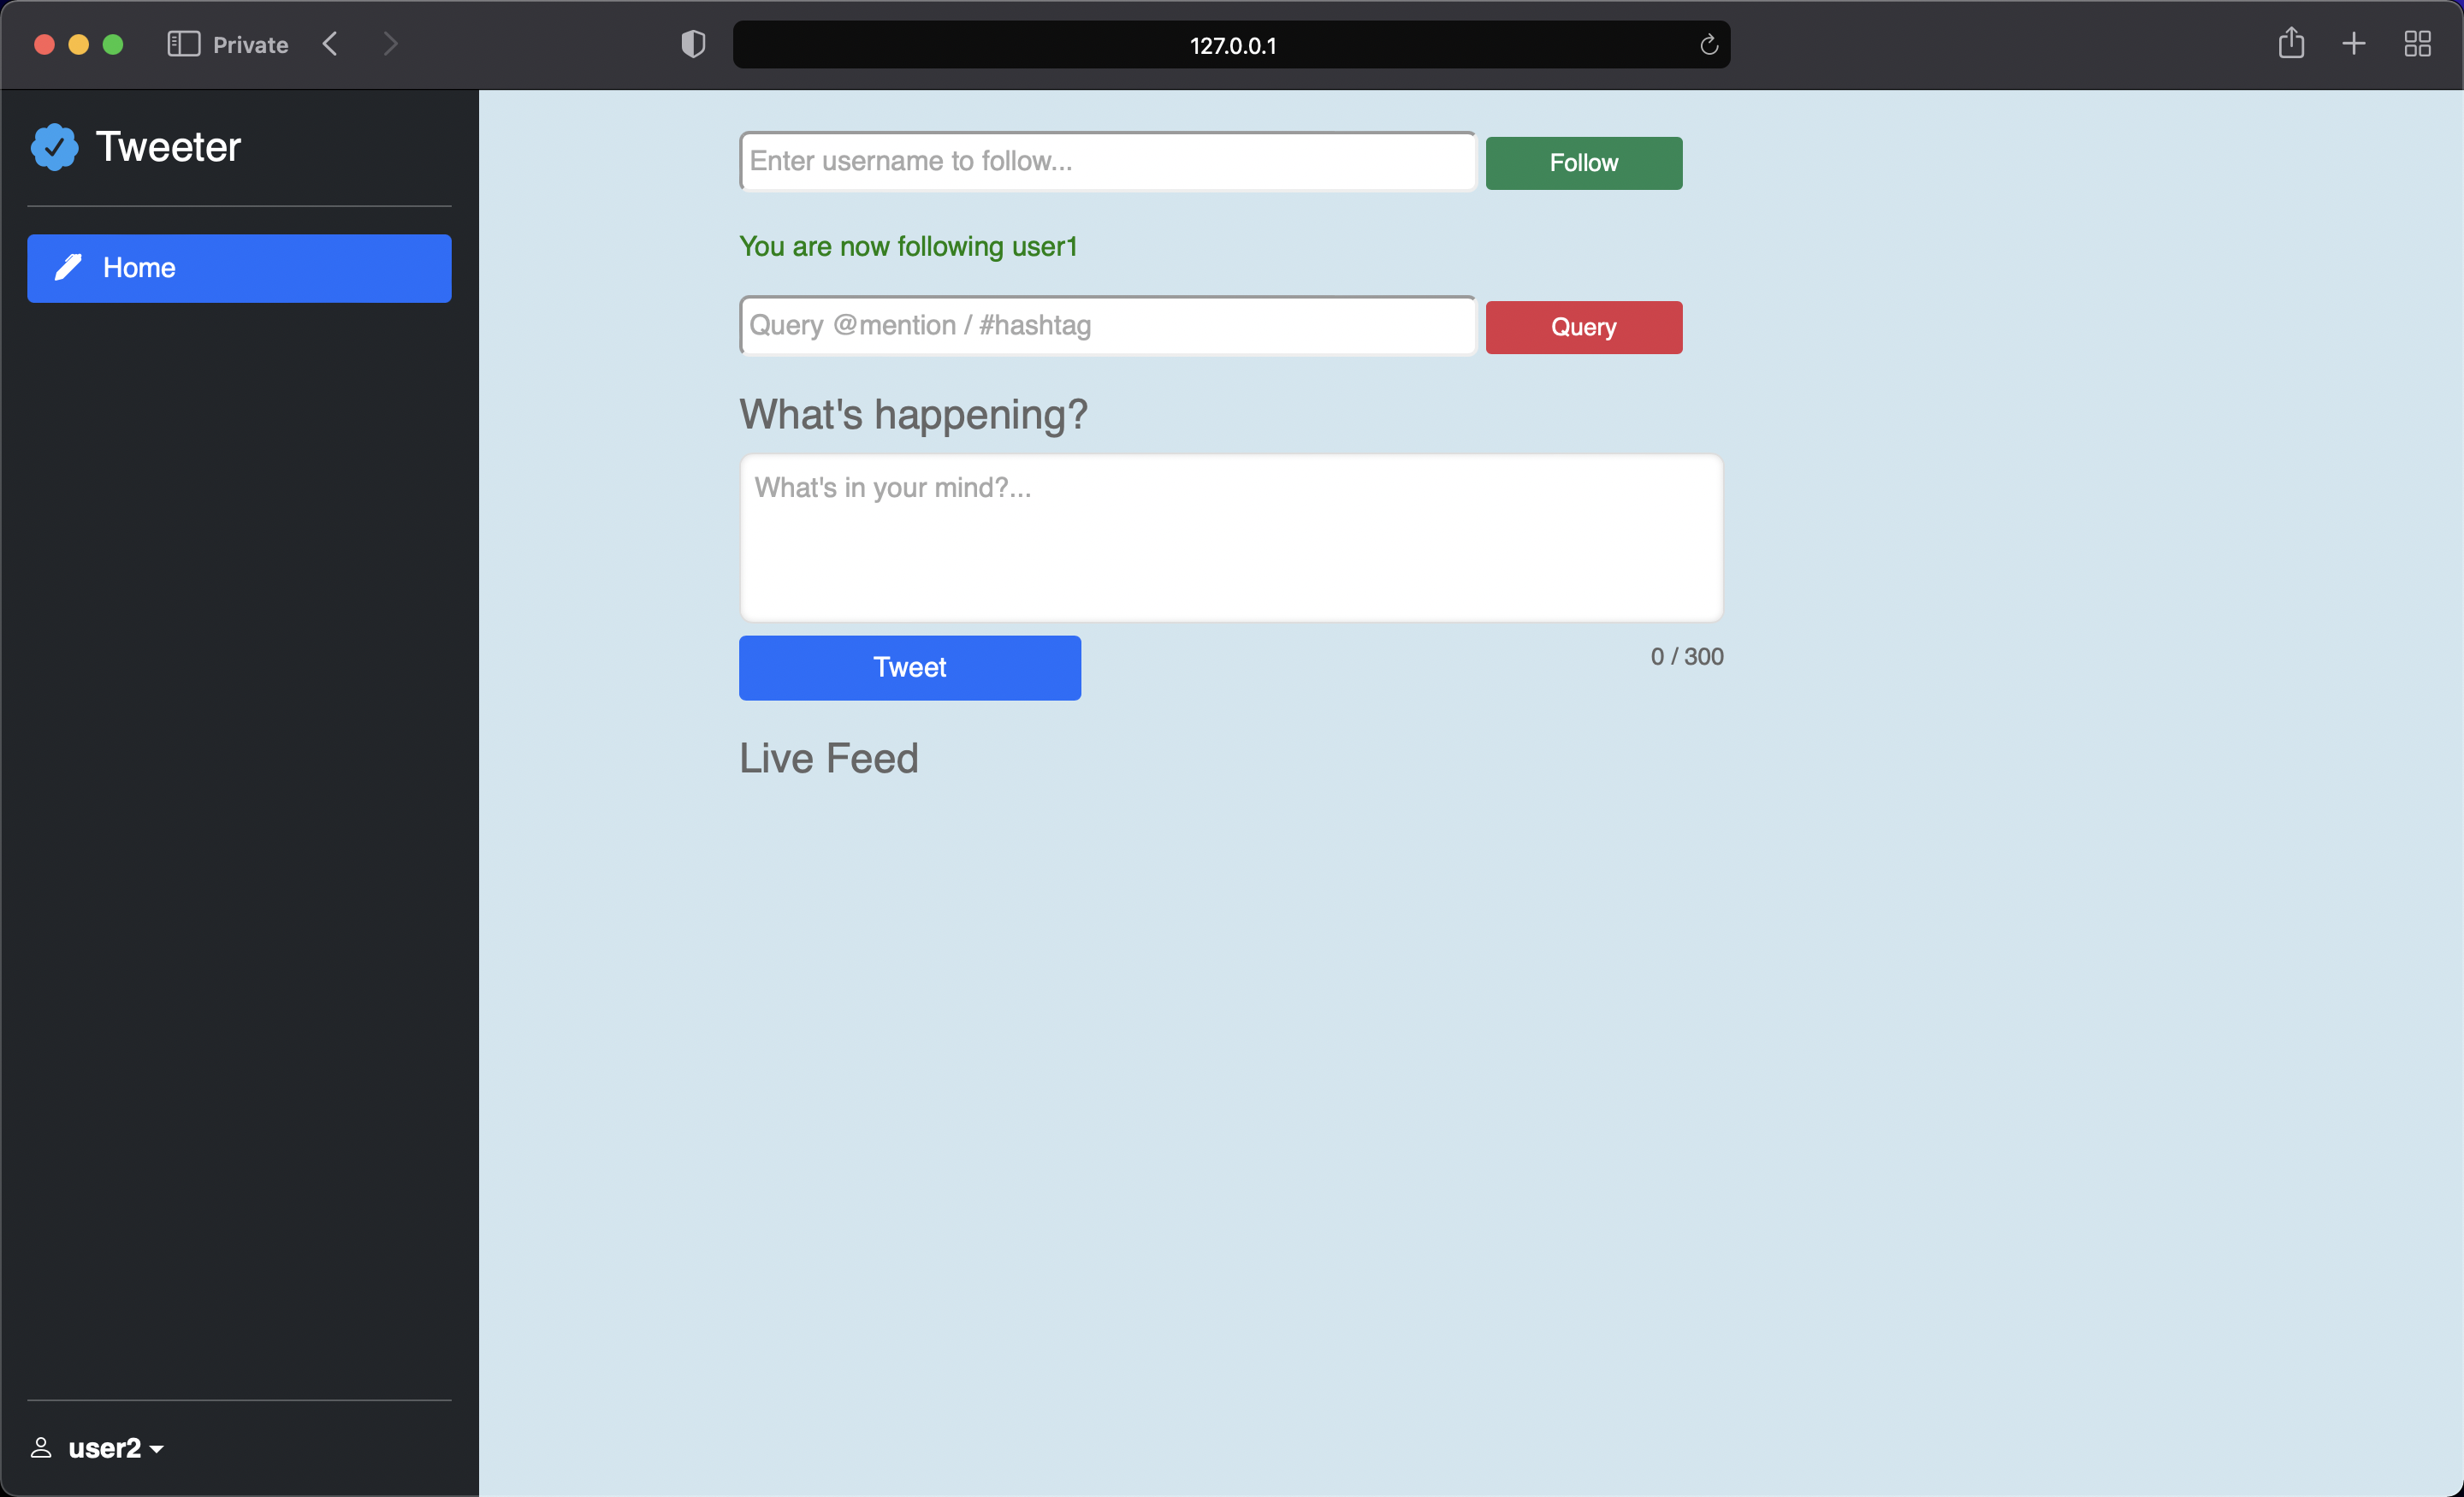 Private
127.0.0.1
Tweeter
Home
Enter username to follow...
Follow
You are now following user1
Query @mention / #hashtag
Query
What's happening?
What's in your mind?...
Tweet
0 / 300
Live Feed
user2